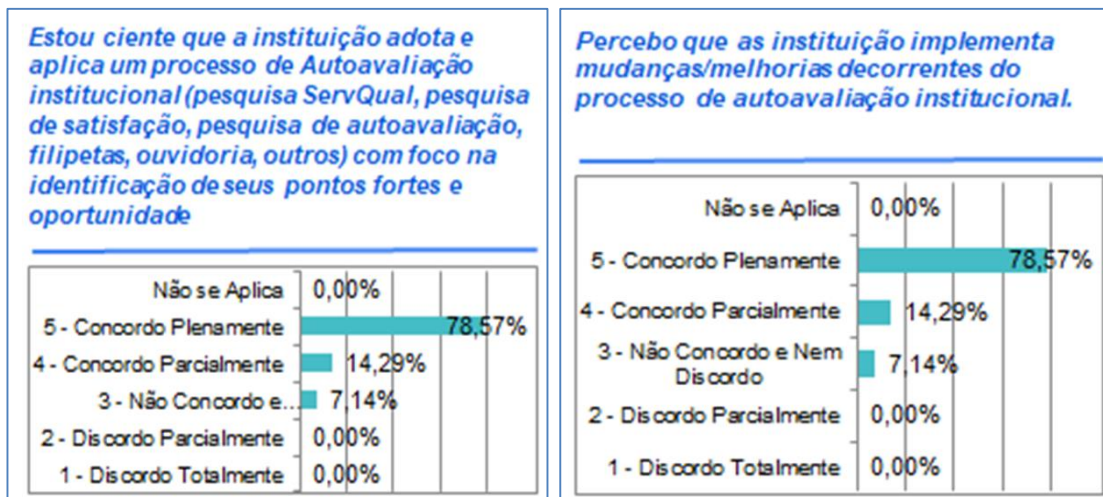 Estou ciente que a instituição adota e
aplica um processo de Autoavaliação
institucional (pesquisa ServQual, pesquisa
de satisfação, pesquisa de autoavaliação,
filipetas, ouvidoria, outros) com foco na
identificação de seus pontos fortes e
oportunidade
Não se Aplica 0,00%
5 - Concordo Plenamente 78,57%
4 - Concordo Parcialmente 14,29%
3 - Não Concordo e... 7,14%
2 - Discordo Parcialmente 0,00%
1 - Discordo Totalmente 0,00%
Percebo que as instituição implementa
mudanças/melhorias decorrentes do
processo de autoavaliação institucional.
Não se Aplica 0,00%
5 - Concordo Plenamente 78,57%
4 - Concordo Parcialmente 14,29%
3 - Não Concordo e Nem
Discordo 7,14%
2 - Discordo Parcialmente 0,00%
1 - Discordo Totalmente 0,00%